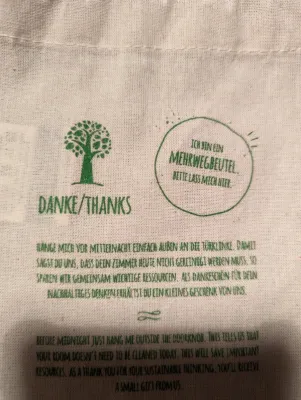 ICH BIN EIN
MEHRWEGBEUTEL.
BITTE LASS MICH HIER.
DANKE/THANKS
HÄNGE MICH VOR MITTERNACHT EINFACH AUSSEN AN DIE TÜRKLINKE. DAMIT
SAGST DU UNS, DASS DEIN ZIMMER HEUTE NICHT GEREINIGT WERDEN MUSS. SO
SPAREN WIR GEMEINSAM WICHTIGE RESSOURCEN. ALS DANKESCHÖN FÜR DEIN
NACHHALTIGES DENKEN ERHÄLTST DU EIN KLEINES GESCHENK VON UNS.
BEFORE MIDNIGHT JUST HANG ME OUTSIDE THE DOORKNOB. THIS TELLS US THAT
YOUR ROOM DOESN'T NEED TO BE CLEANED TODAY. THIS WE'LL SAVE IMPORTANT
RESOURCES. AS A THANK YOU FOR YOUR SUSTAINABLE THINKING, YOU'LL RECEIVE
A SMALL GIFT FROM US.